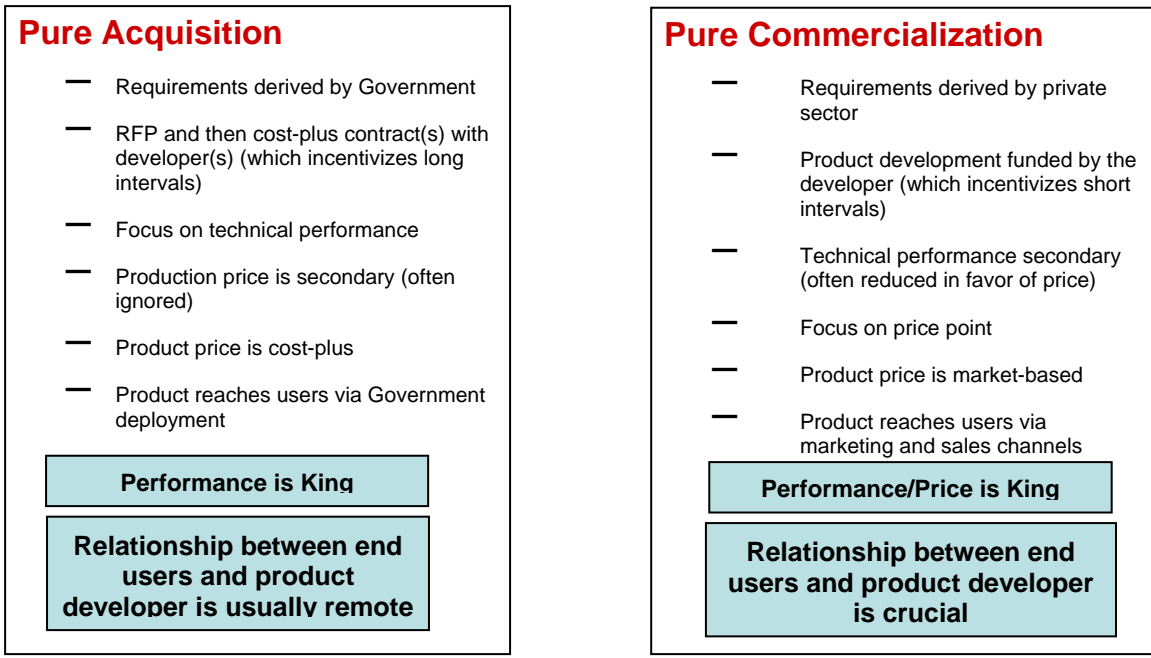 Pure Acquisition
— Requirements derived by Government
— RFP and then cost-plus contract(s) with
developer(s) (which incentivizes long
intervals)
— Focus on technical performance
— Production price is secondary (often
ignored)
— Product price is cost-plus
— Product reaches users via Government
deployment
Performance is King
Relationship between end
users and product
developer is usually remote
Pure Commercialization
— Requirements derived by private
sector
— Product development funded by the
developer (which incentivizes short
intervals)
— Technical performance secondary
(often reduced in favor of price)
— Focus on price point
— Product price is market-based
— Product reaches users via
marketing and sales channels
Performance/Price is King
Relationship between end
users and product developer
is crucial